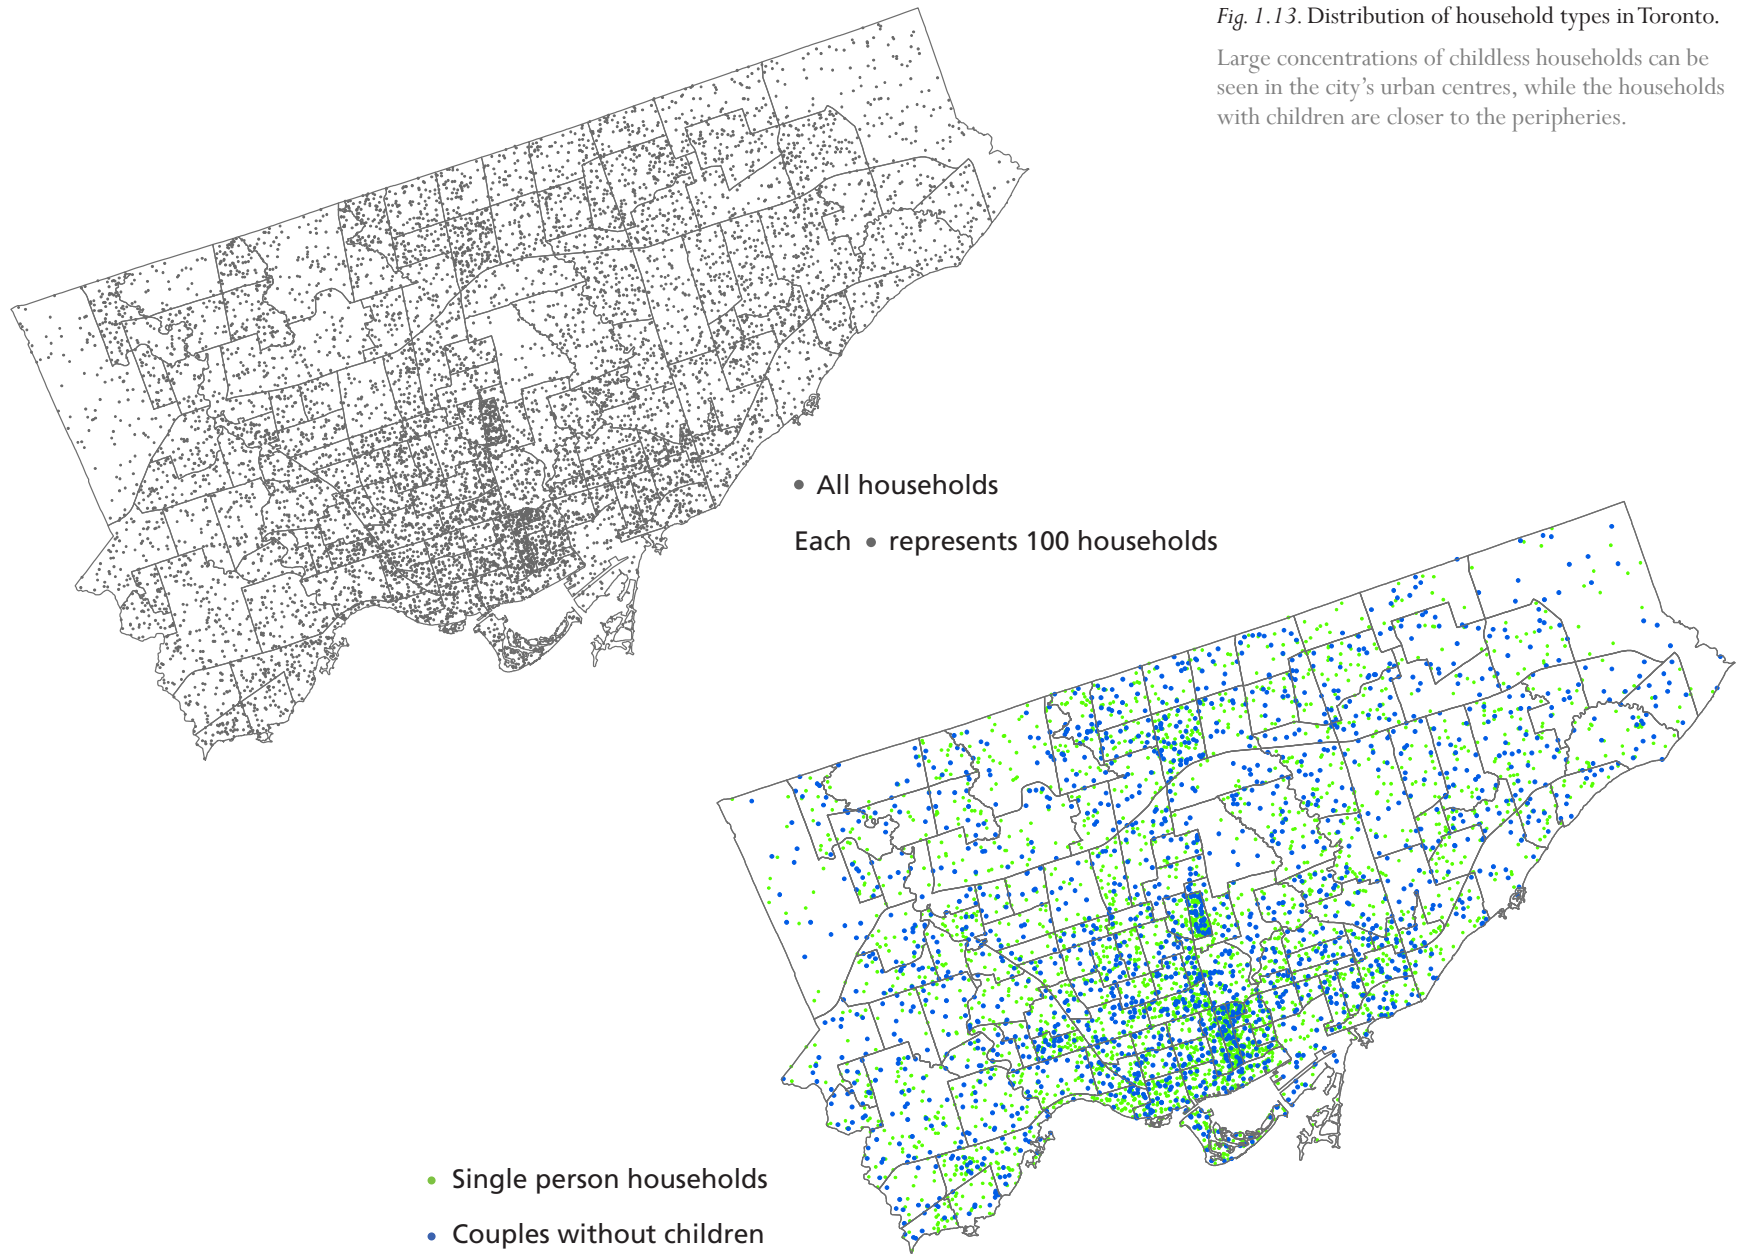 Fig. 1.13. Distribution of household types in Toronto.
Large concentrations of childless households can be
seen in the city's urban centres, while the households
with children are closer to the peripheries.
All households
Each • represents 100 households
Single person households
Couples without children